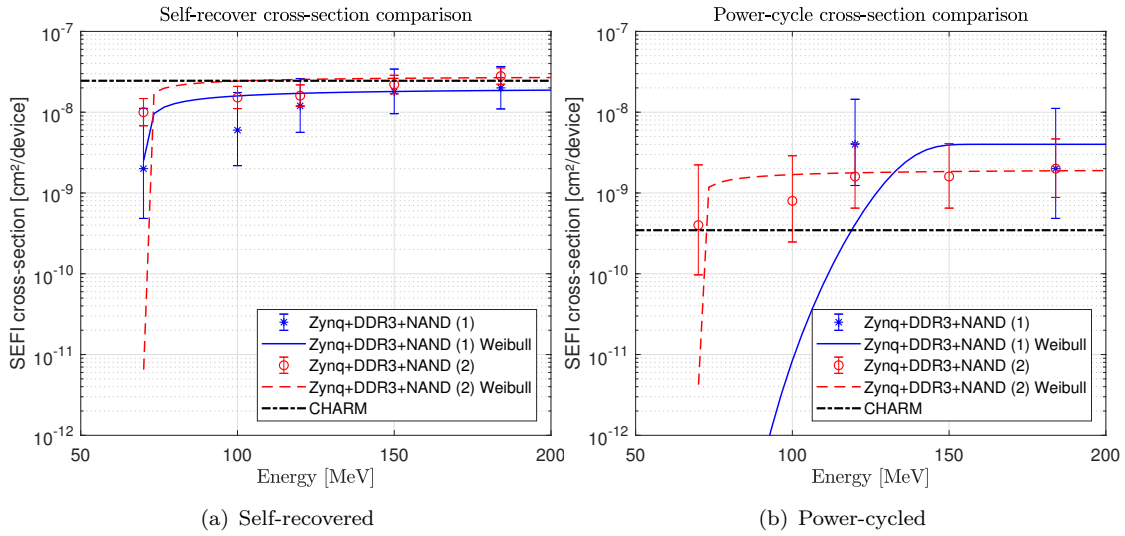 Self-recover cross-section comparison
SEFI cross-section [cm²/device]
10⁻⁷
10⁻⁸
10⁻⁹
10⁻¹⁰
10⁻¹¹
10⁻¹²
Zynq+DDR3+NAND (1)
Zynq+DDR3+NAND (1) Weibull
Zynq+DDR3+NAND (2)
Zynq+DDR3+NAND (2) Weibull
CHARM
50 100 150 200
Energy [MeV]
(a) Self-recovered
Power-cycle cross-section comparison
SEFI cross-section [cm²/device]
10⁻⁷
10⁻⁸
10⁻⁹
10⁻¹⁰
10⁻¹¹
10⁻¹²
Zynq+DDR3+NAND (1)
Zynq+DDR3+NAND (1) Weibull
Zynq+DDR3+NAND (2)
Zynq+DDR3+NAND (2) Weibull
CHARM
50 100 150 200
Energy [MeV]
(b) Power-cycled